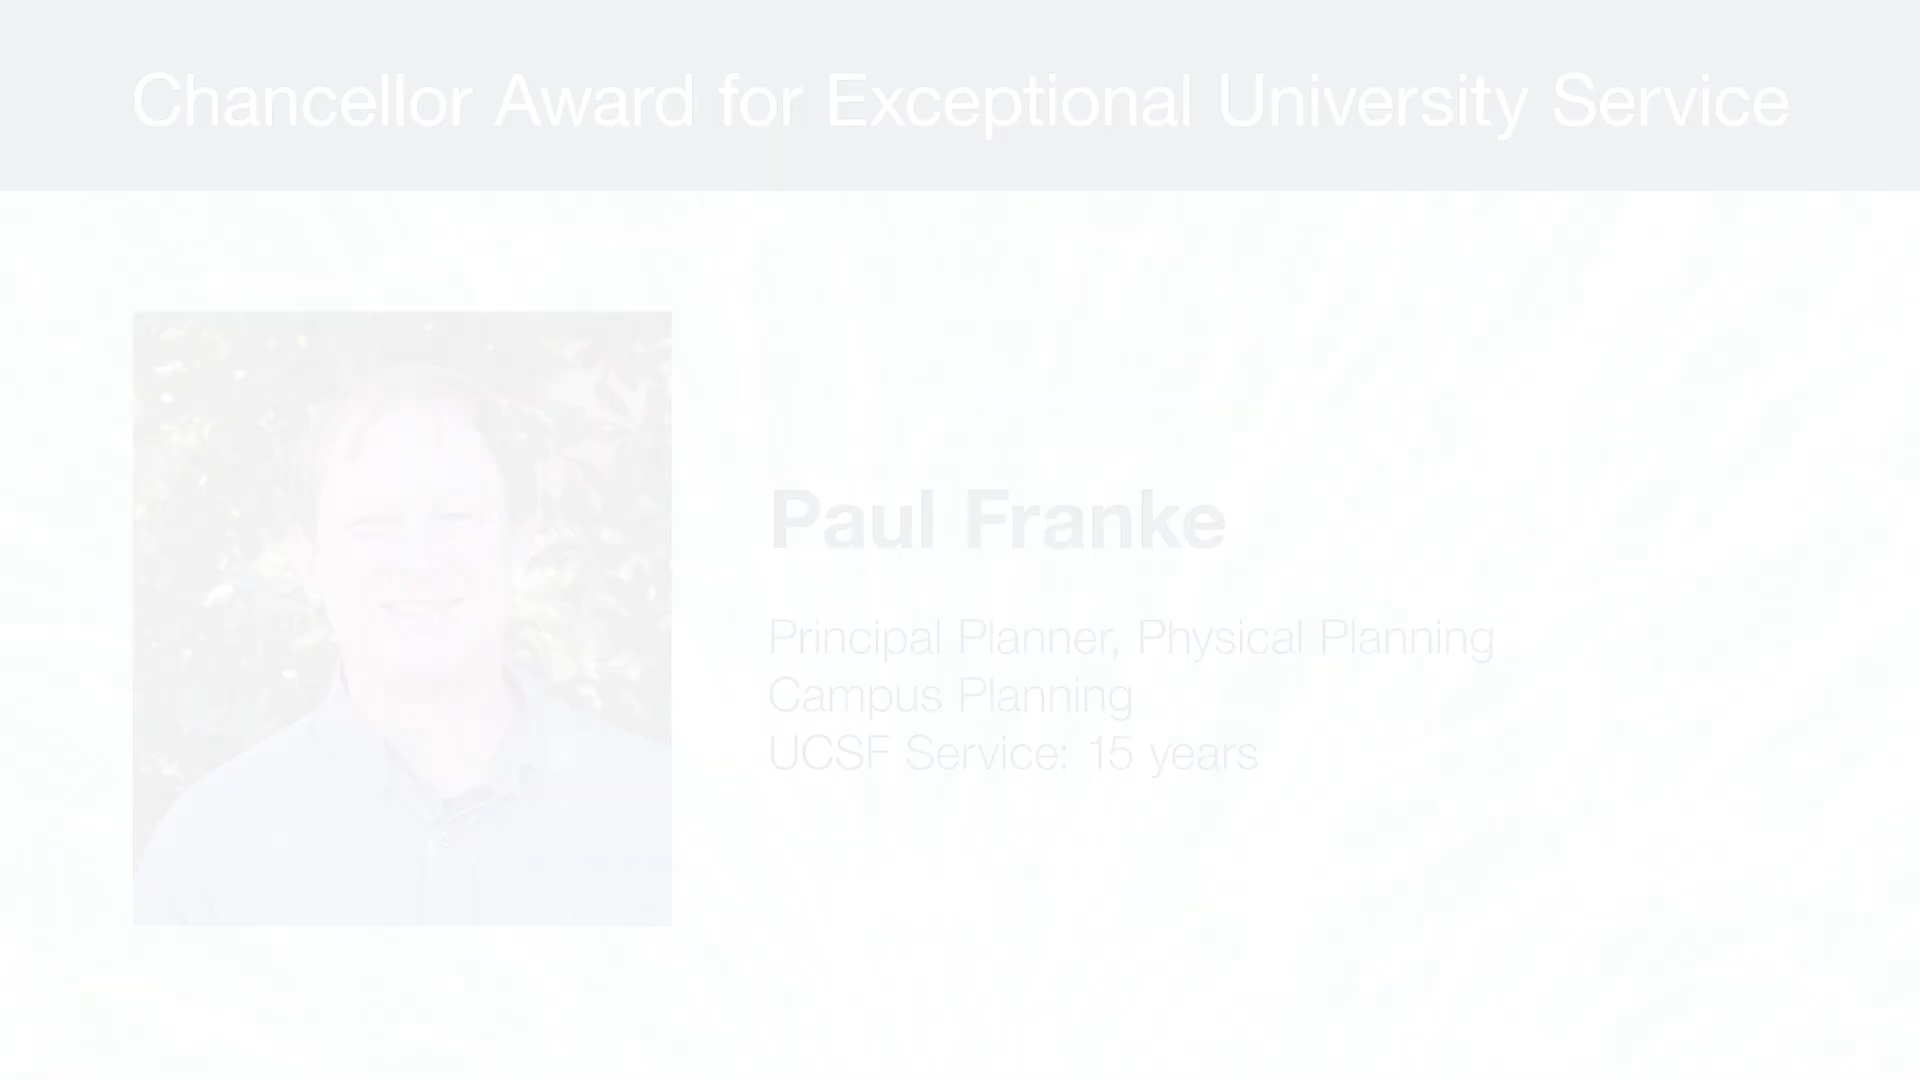 Chancellor Award for Exceptional University Service
Paul Franke
Principal Planner, Physical Planning
Campus Planning
UCSF Service: 15 years